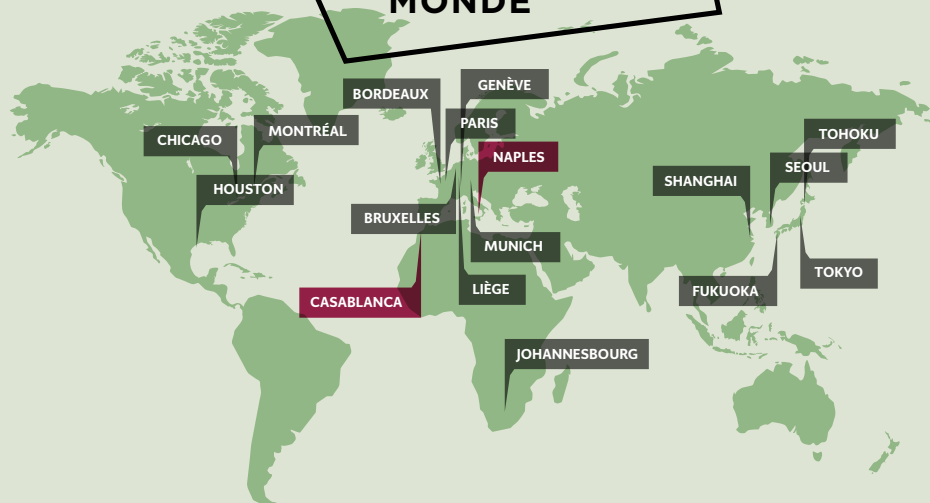 MONDE
GENÈVE
BORDEAUX
PARIS
MONTRÉAL
CHICAGO
TOHOKU
NAPLES
SEOUL
SHANGHAI
HOUSTON
BRUXELLES
MUNICH
TOKYO
LIÈGE
FUKUOKA
CASABLANCA
JOHANNESBOURG